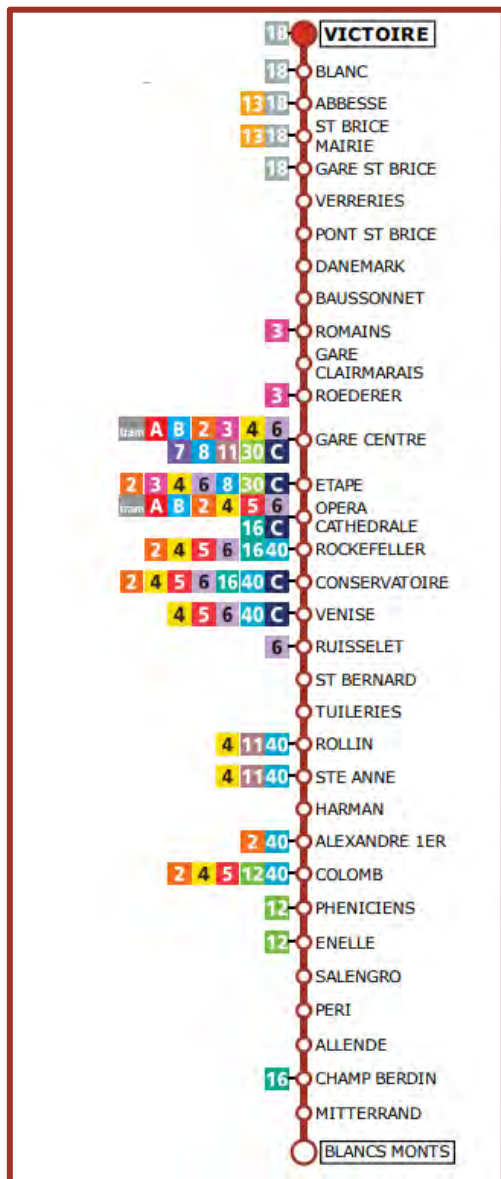 18 VICTOIRE
18 BLANC
13 18 ABBESSE
13 18 ST BRICE
MAIRIE
18 GARE ST BRICE
VERRERIES
PONT ST BRICE
DANEMARK
BAUSSONNET
3 ROMAINS
GARE
CLAIRMARAIS
3 ROEDERER
tram A B 2 3 4 6
7 8 11 30 C
GARE CENTRE
2 3 4 6 8 30 C ETAPE
tram A B 2 4 5 6 OPERA
16 C CATHEDRALE
2 4 5 6 16 40 ROCKEFELLER
2 4 5 6 16 40 C CONSERVATOIRE
4 5 6 40 C VENISE
6 RUISSELET
ST BERNARD
TUILERIES
4 11 40 ROLLIN
4 11 40 STE ANNE
HARMAN
2 40 ALEXANDRE 1ER
2 4 5 12 40 COLOMB
12 PHENICIENS
12 ENELLE
SALENGRO
PERI
ALLENDE
16 CHAMP BERDIN
MITTERRAND
BLANCS MONTS